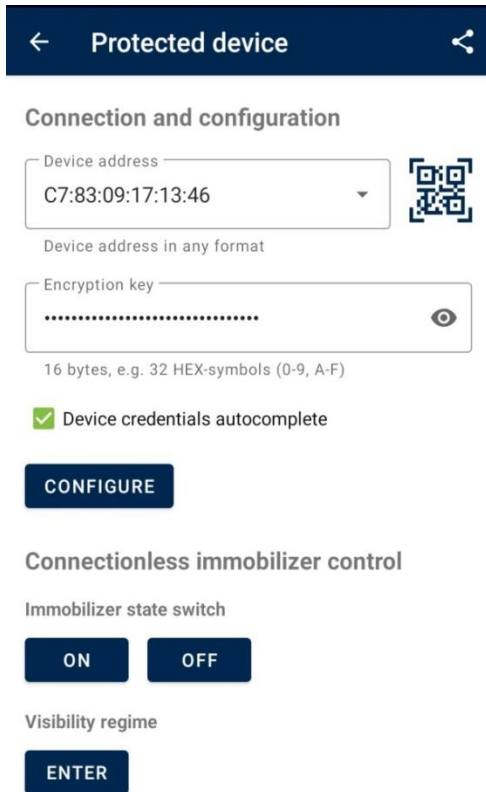 Protected device
Connection and configuration
Device address
C7:83:09:17:13:46
Device address in any format
Encryption key
••••••••••••••••••••••••••••••••
16 bytes, e.g. 32 HEX-symbols (0-9, A-F)
Device credentials autocomplete
CONFIGURE
Connectionless immobilizer control
Immobilizer state switch
ON OFF
Visibility regime
ENTER